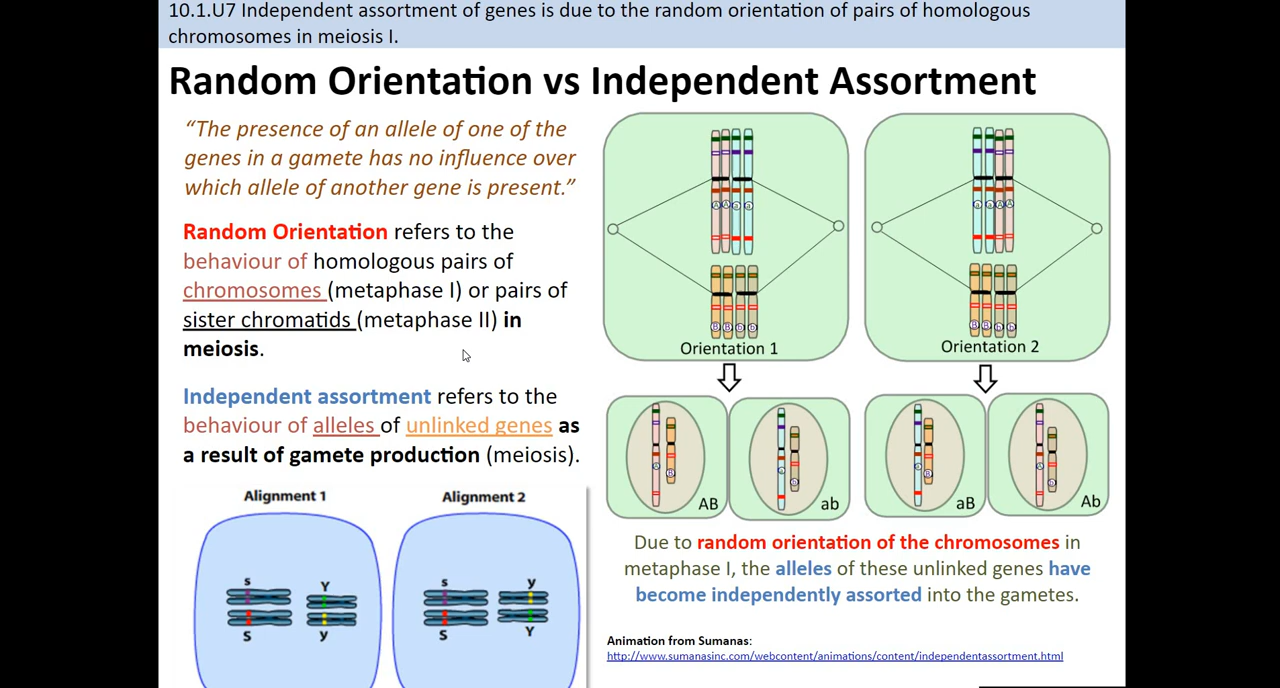 10.1.U7 Independent assortment of genes is due to the random orientation of pairs of homologous
chromosomes in meiosis I.
Random Orientation vs Independent Assortment
“The presence of an allele of one of the
genes in a gamete has no influence over
which allele of another gene is present.”
Random Orientation refers to the
behaviour of homologous pairs of
chromosomes (metaphase I) or pairs of
sister chromatids (metaphase II) in
meiosis.
Independent assortment refers to the
behaviour of alleles of unlinked genes as
a result of gamete production (meiosis).
Alignment 1
Alignment 2
s
Y
S
y
s
y
S
Y
A A a a
B B b b
Orientation 1
a a A A
B B b b
Orientation 2
A
B
AB
a
b
ab
a
B
aB
A
b
Ab
Due to random orientation of the chromosomes in
metaphase I, the alleles of these unlinked genes have
become independently assorted into the gametes.
Animation from Sumanas:
http://www.sumanasinc.com/webcontent/animations/content/independentassortment.html